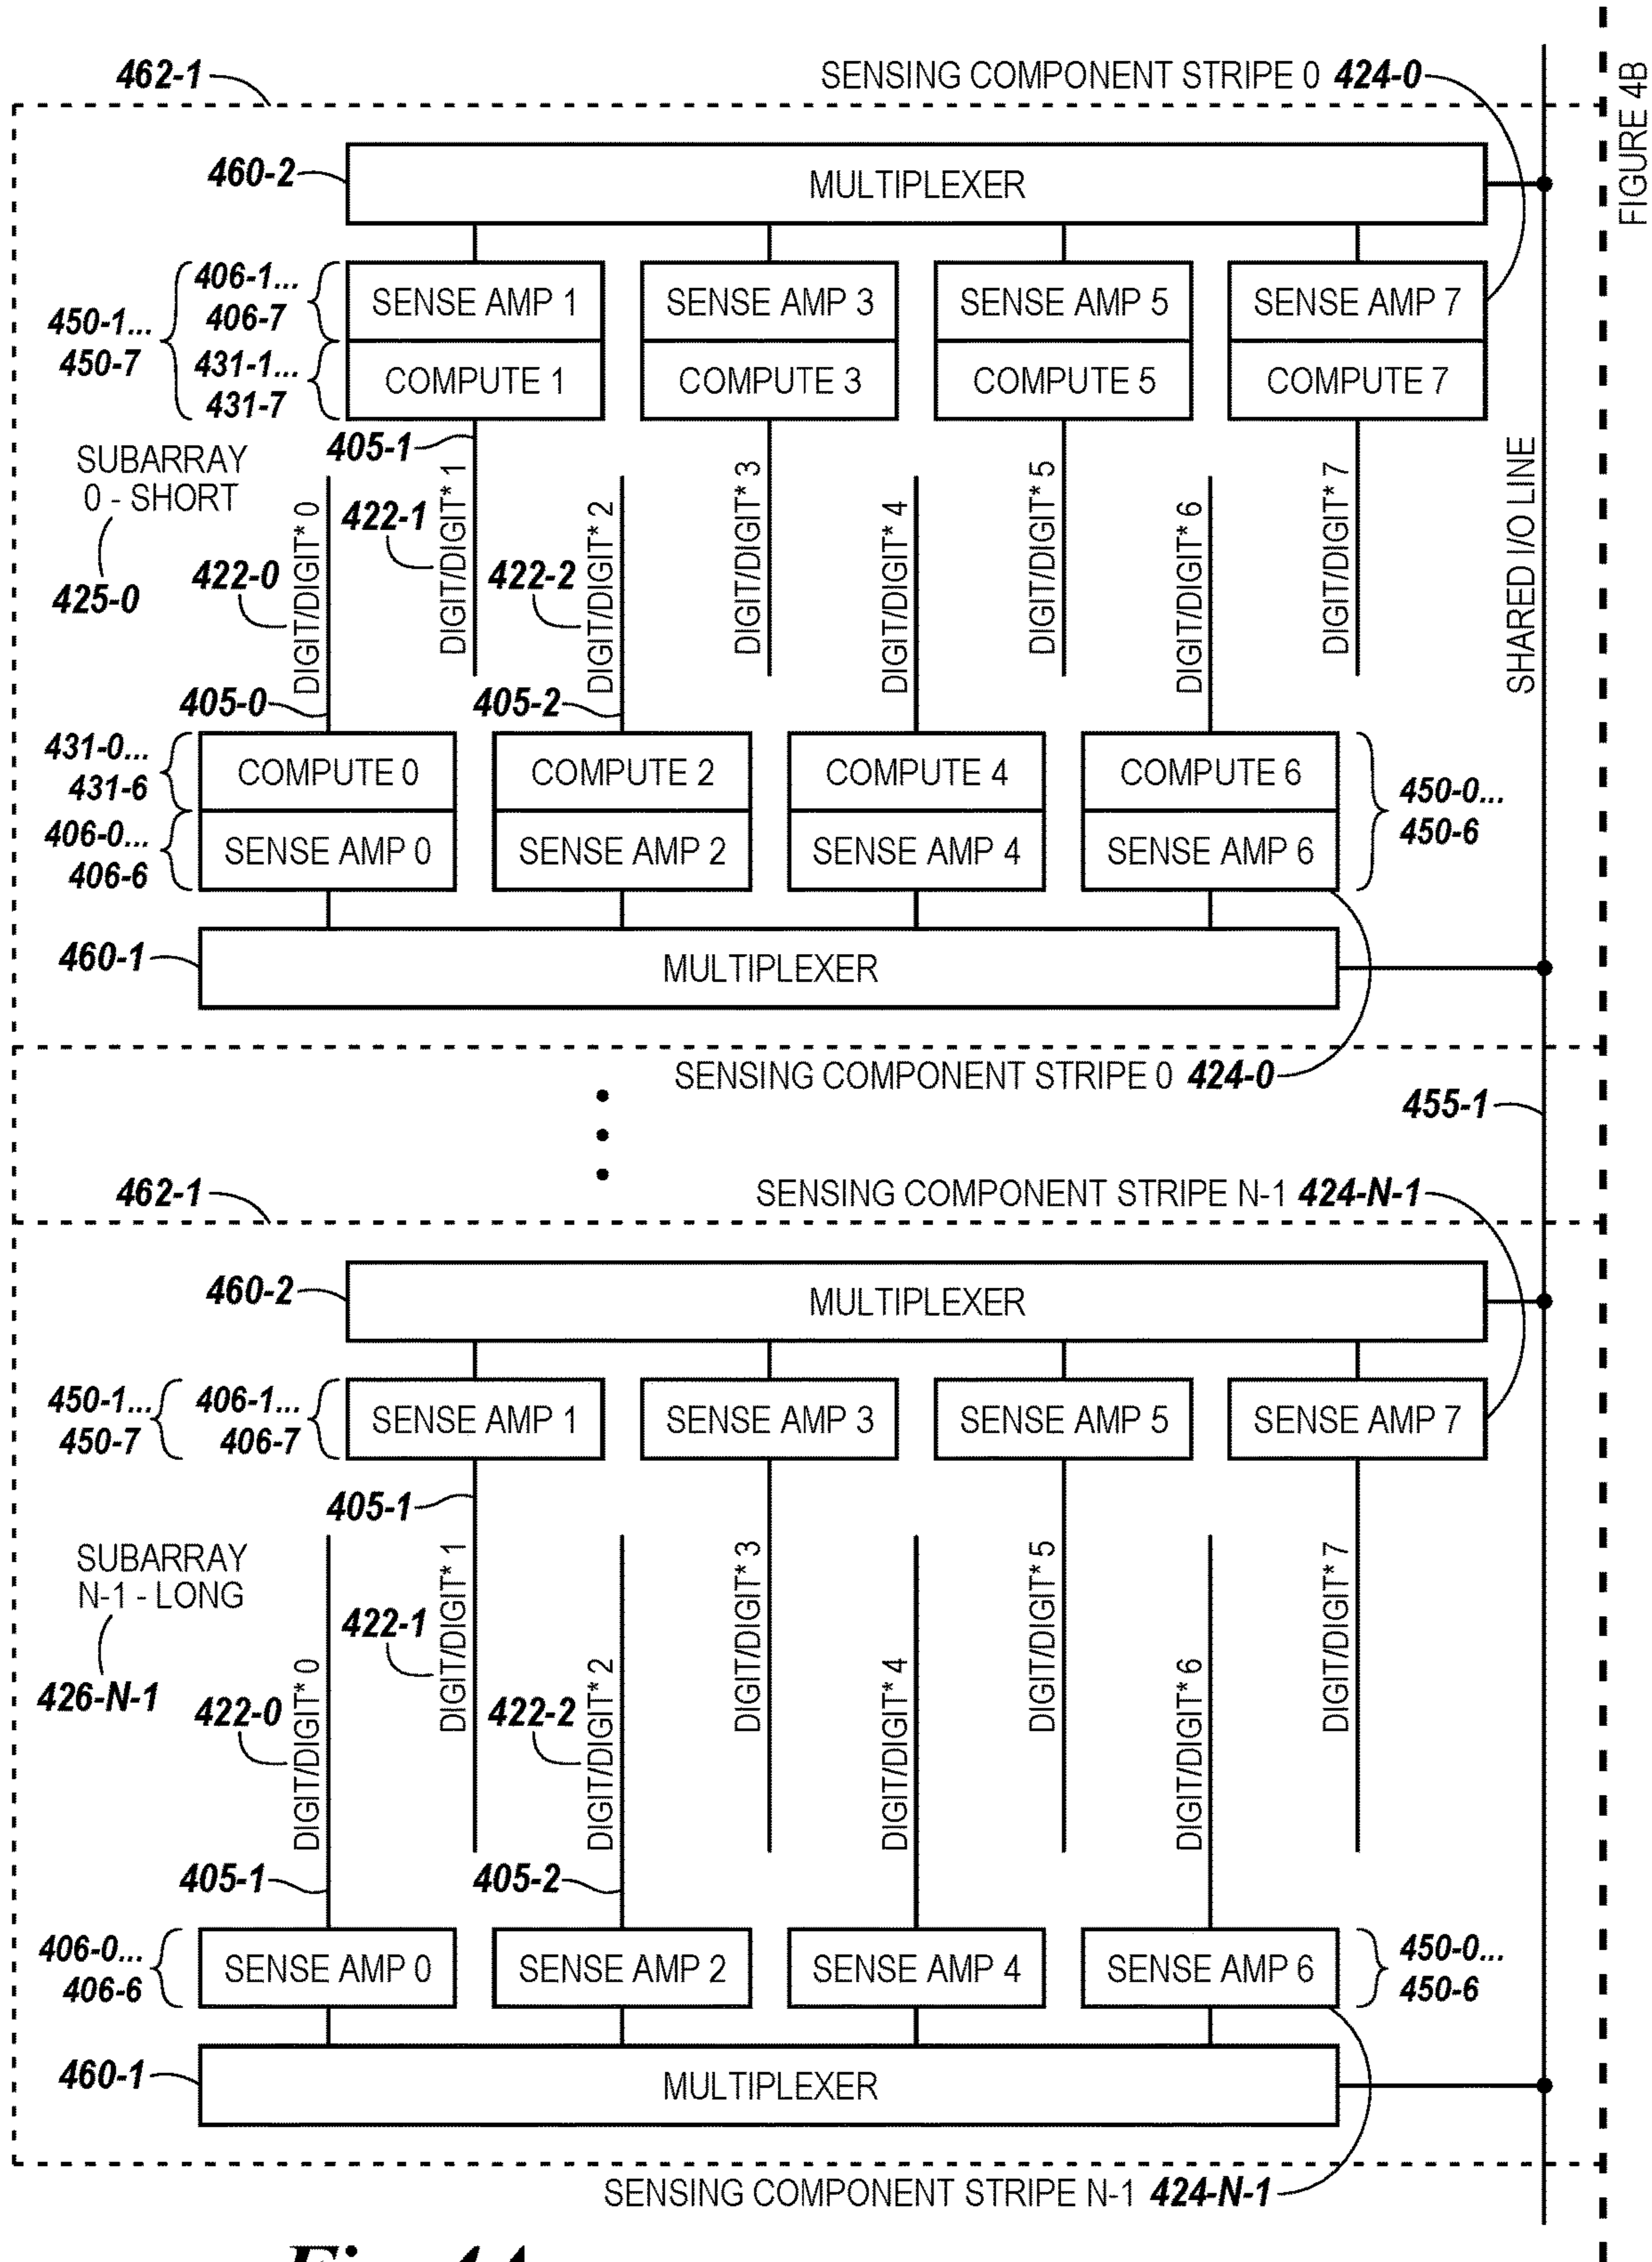 462-1
SENSING COMPONENT STRIPE 0 424-0
FIGURE 4B
460-2
MULTIPLEXER
450-1...
450-7
406-1...
406-7
431-1...
431-7
SENSE AMP 1
SENSE AMP 3
SENSE AMP 5
SENSE AMP 7
COMPUTE 1
COMPUTE 3
COMPUTE 5
COMPUTE 7
405-1
SUBARRAY
0 - SHORT
425-0
422-0
DIGIT/DIGIT* 0
422-1
DIGIT/DIGIT* 1
422-2
DIGIT/DIGIT* 2
DIGIT/DIGIT* 3
DIGIT/DIGIT* 4
DIGIT/DIGIT* 5
DIGIT/DIGIT* 6
DIGIT/DIGIT* 7
SHARED I/O LINE
405-0
405-2
431-0...
431-6
406-0...
406-6
COMPUTE 0
COMPUTE 2
COMPUTE 4
COMPUTE 6
SENSE AMP 0
SENSE AMP 2
SENSE AMP 4
SENSE AMP 6
450-0...
450-6
460-1
MULTIPLEXER
SENSING COMPONENT STRIPE 0 424-0
455-1
462-1
SENSING COMPONENT STRIPE N-1 424-N-1
460-2
MULTIPLEXER
450-1...
450-7
406-1...
406-7
SENSE AMP 1
SENSE AMP 3
SENSE AMP 5
SENSE AMP 7
405-1
SUBARRAY
N-1 - LONG
426-N-1
422-0
DIGIT/DIGIT* 0
422-1
DIGIT/DIGIT* 1
422-2
DIGIT/DIGIT* 2
DIGIT/DIGIT* 3
DIGIT/DIGIT* 4
DIGIT/DIGIT* 5
DIGIT/DIGIT* 6
DIGIT/DIGIT* 7
405-1
405-2
406-0...
406-6
SENSE AMP 0
SENSE AMP 2
SENSE AMP 4
SENSE AMP 6
450-0...
450-6
460-1
MULTIPLEXER
SENSING COMPONENT STRIPE N-1 424-N-1